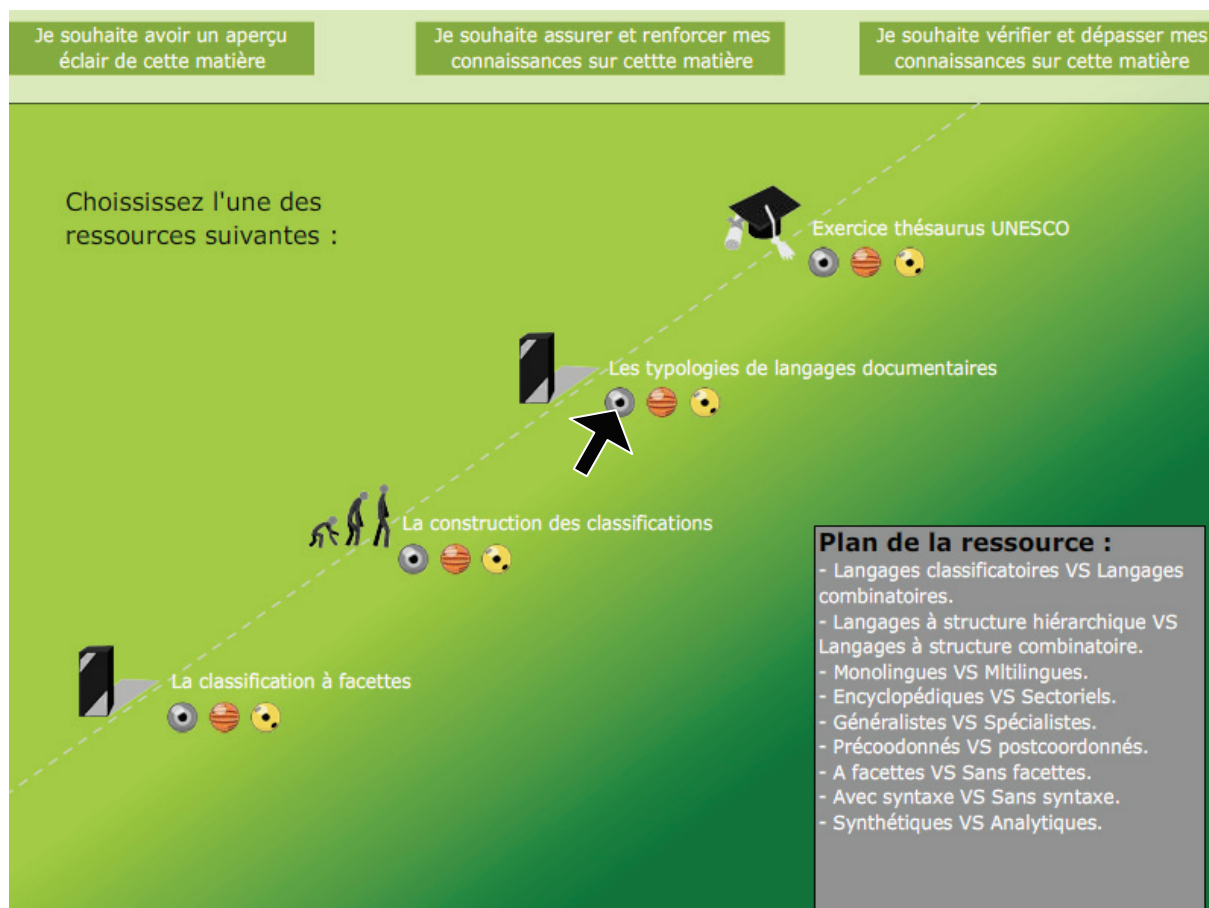 Je souhaite avoir un aperçu
éclair de cette matière
Je souhaite assurer et renforcer mes
connaissances sur cettte matière
Je souhaite vérifier et dépasser mes
connaissances sur cette matière
Choississez l'une des
ressources suivantes :
Exercice thésaurus UNESCO
Les typologies de langages documentaires
La construction des classifications
La classification à facettes
Plan de la ressource :
- Langages classificatoires VS Langages
combinatoires.
- Langages à structure hiérarchique VS
Langages à structure combinatoire.
- Monolingues VS Mltilingues.
- Encyclopédiques VS Sectoriels.
- Généralistes VS Spécialistes.
- Précoodonnés VS postcoordonnés.
- A facettes VS Sans facettes.
- Avec syntaxe VS Sans syntaxe.
- Synthétiques VS Analytiques.